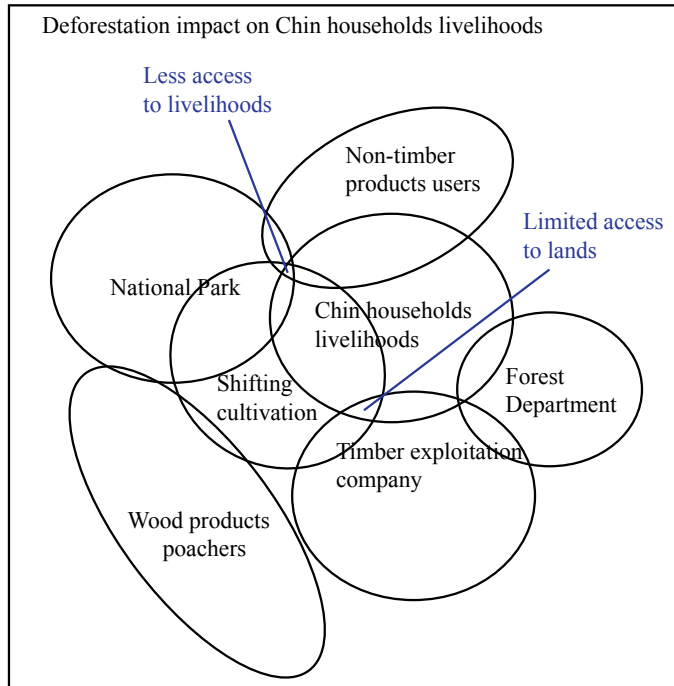 Deforestation impact on Chin households livelihoods
Less access
to livelihoods
Non-timber
products users
Limited access
to lands
National Park
Chin households
livelihoods
Shifting
cultivation
Forest
Department
Timber exploitation
company
Wood products
poachers